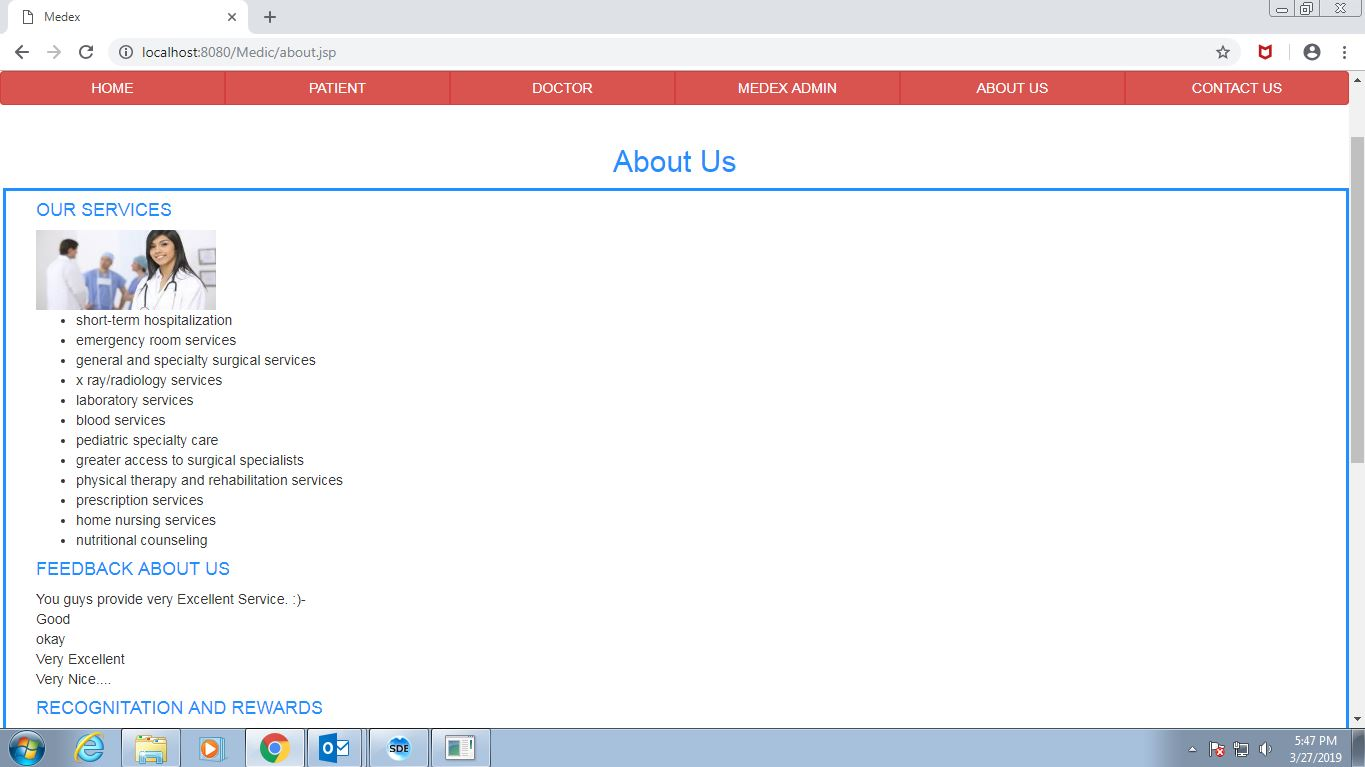 Medex
localhost:8080/Medic/about.jsp
HOME PATIENT DOCTOR MEDEX ADMIN ABOUT US CONTACT US
About Us
OUR SERVICES
short-term hospitalization
emergency room services
general and specialty surgical services
x ray/radiology services
laboratory services
blood services
pediatric specialty care
greater access to surgical specialists
physical therapy and rehabilitation services
prescription services
home nursing services
nutritional counseling
FEEDBACK ABOUT US
You guys provide very Excellent Service. :)-
Good
okay
Very Excellent
Very Nice....
RECOGNITATION AND REWARDS
SDE
5:47 PM
3/27/2019